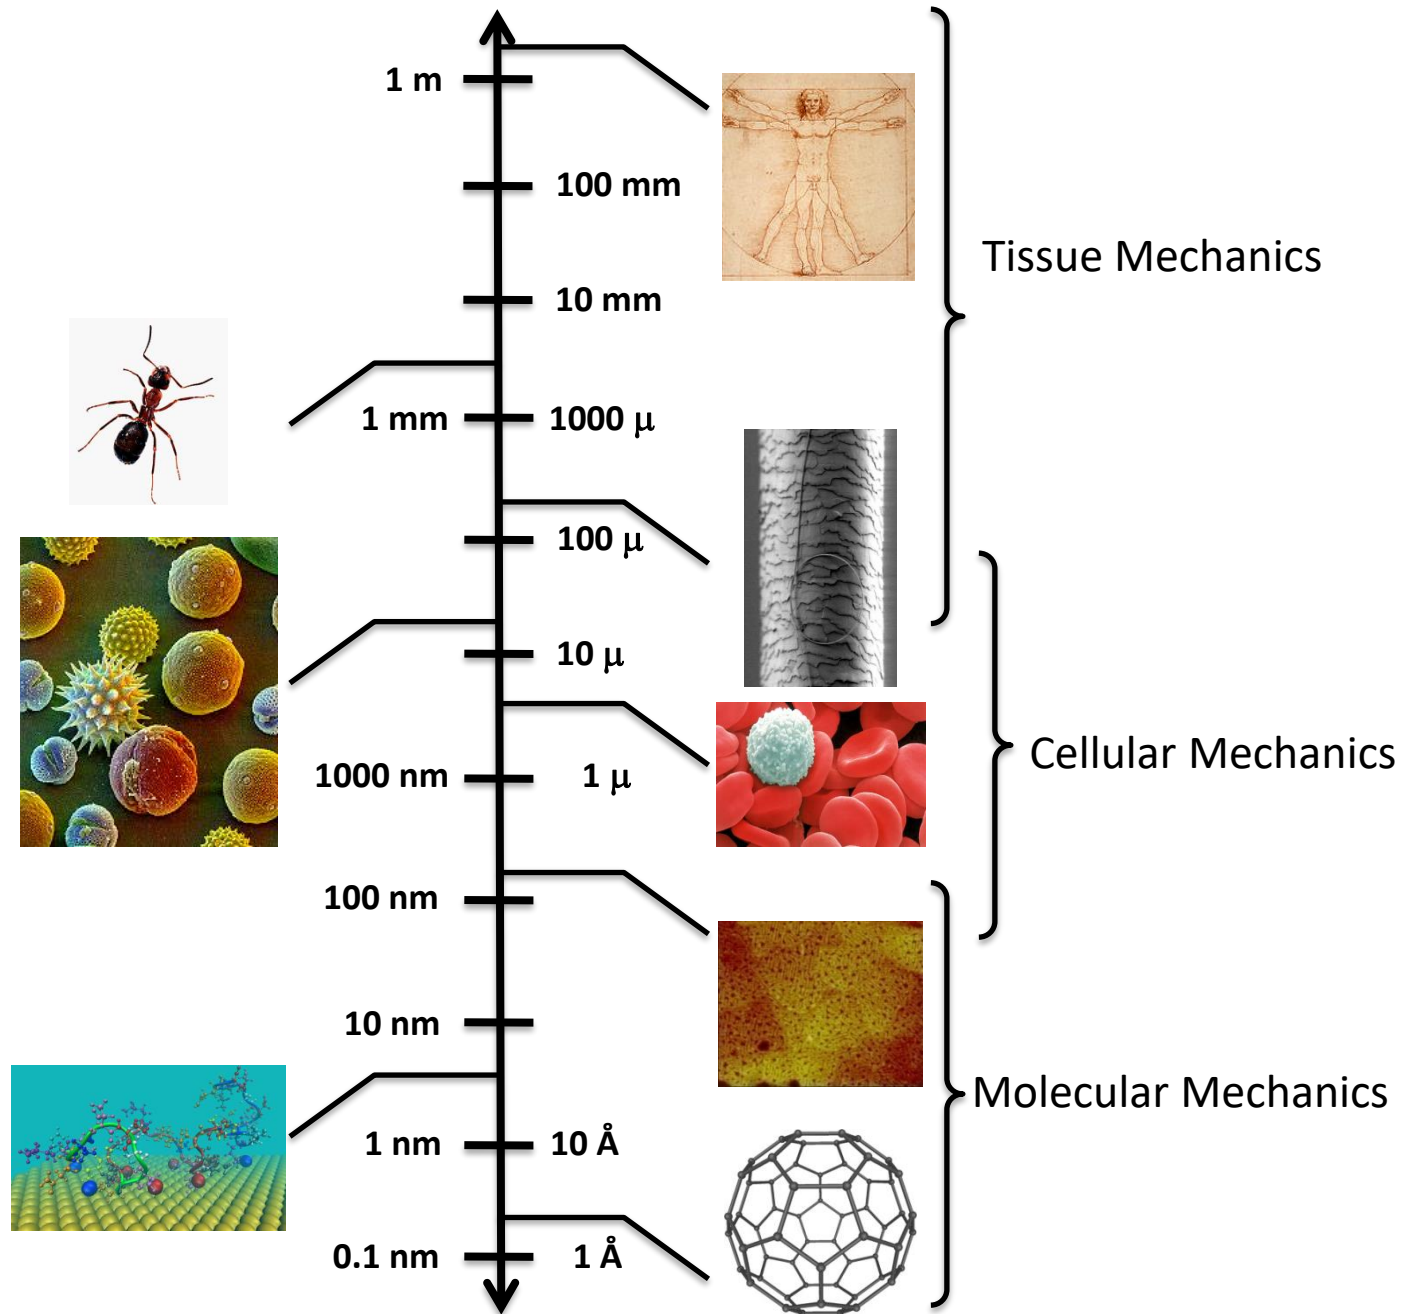 1 m
100 mm
Tissue Mechanics
10 mm
1 mm
1000 μ
100 μ
10 μ
Cellular Mechanics
1000 nm
1 μ
100 nm
10 nm
Molecular Mechanics
1 nm
10 Å
0.1 nm
1 Å